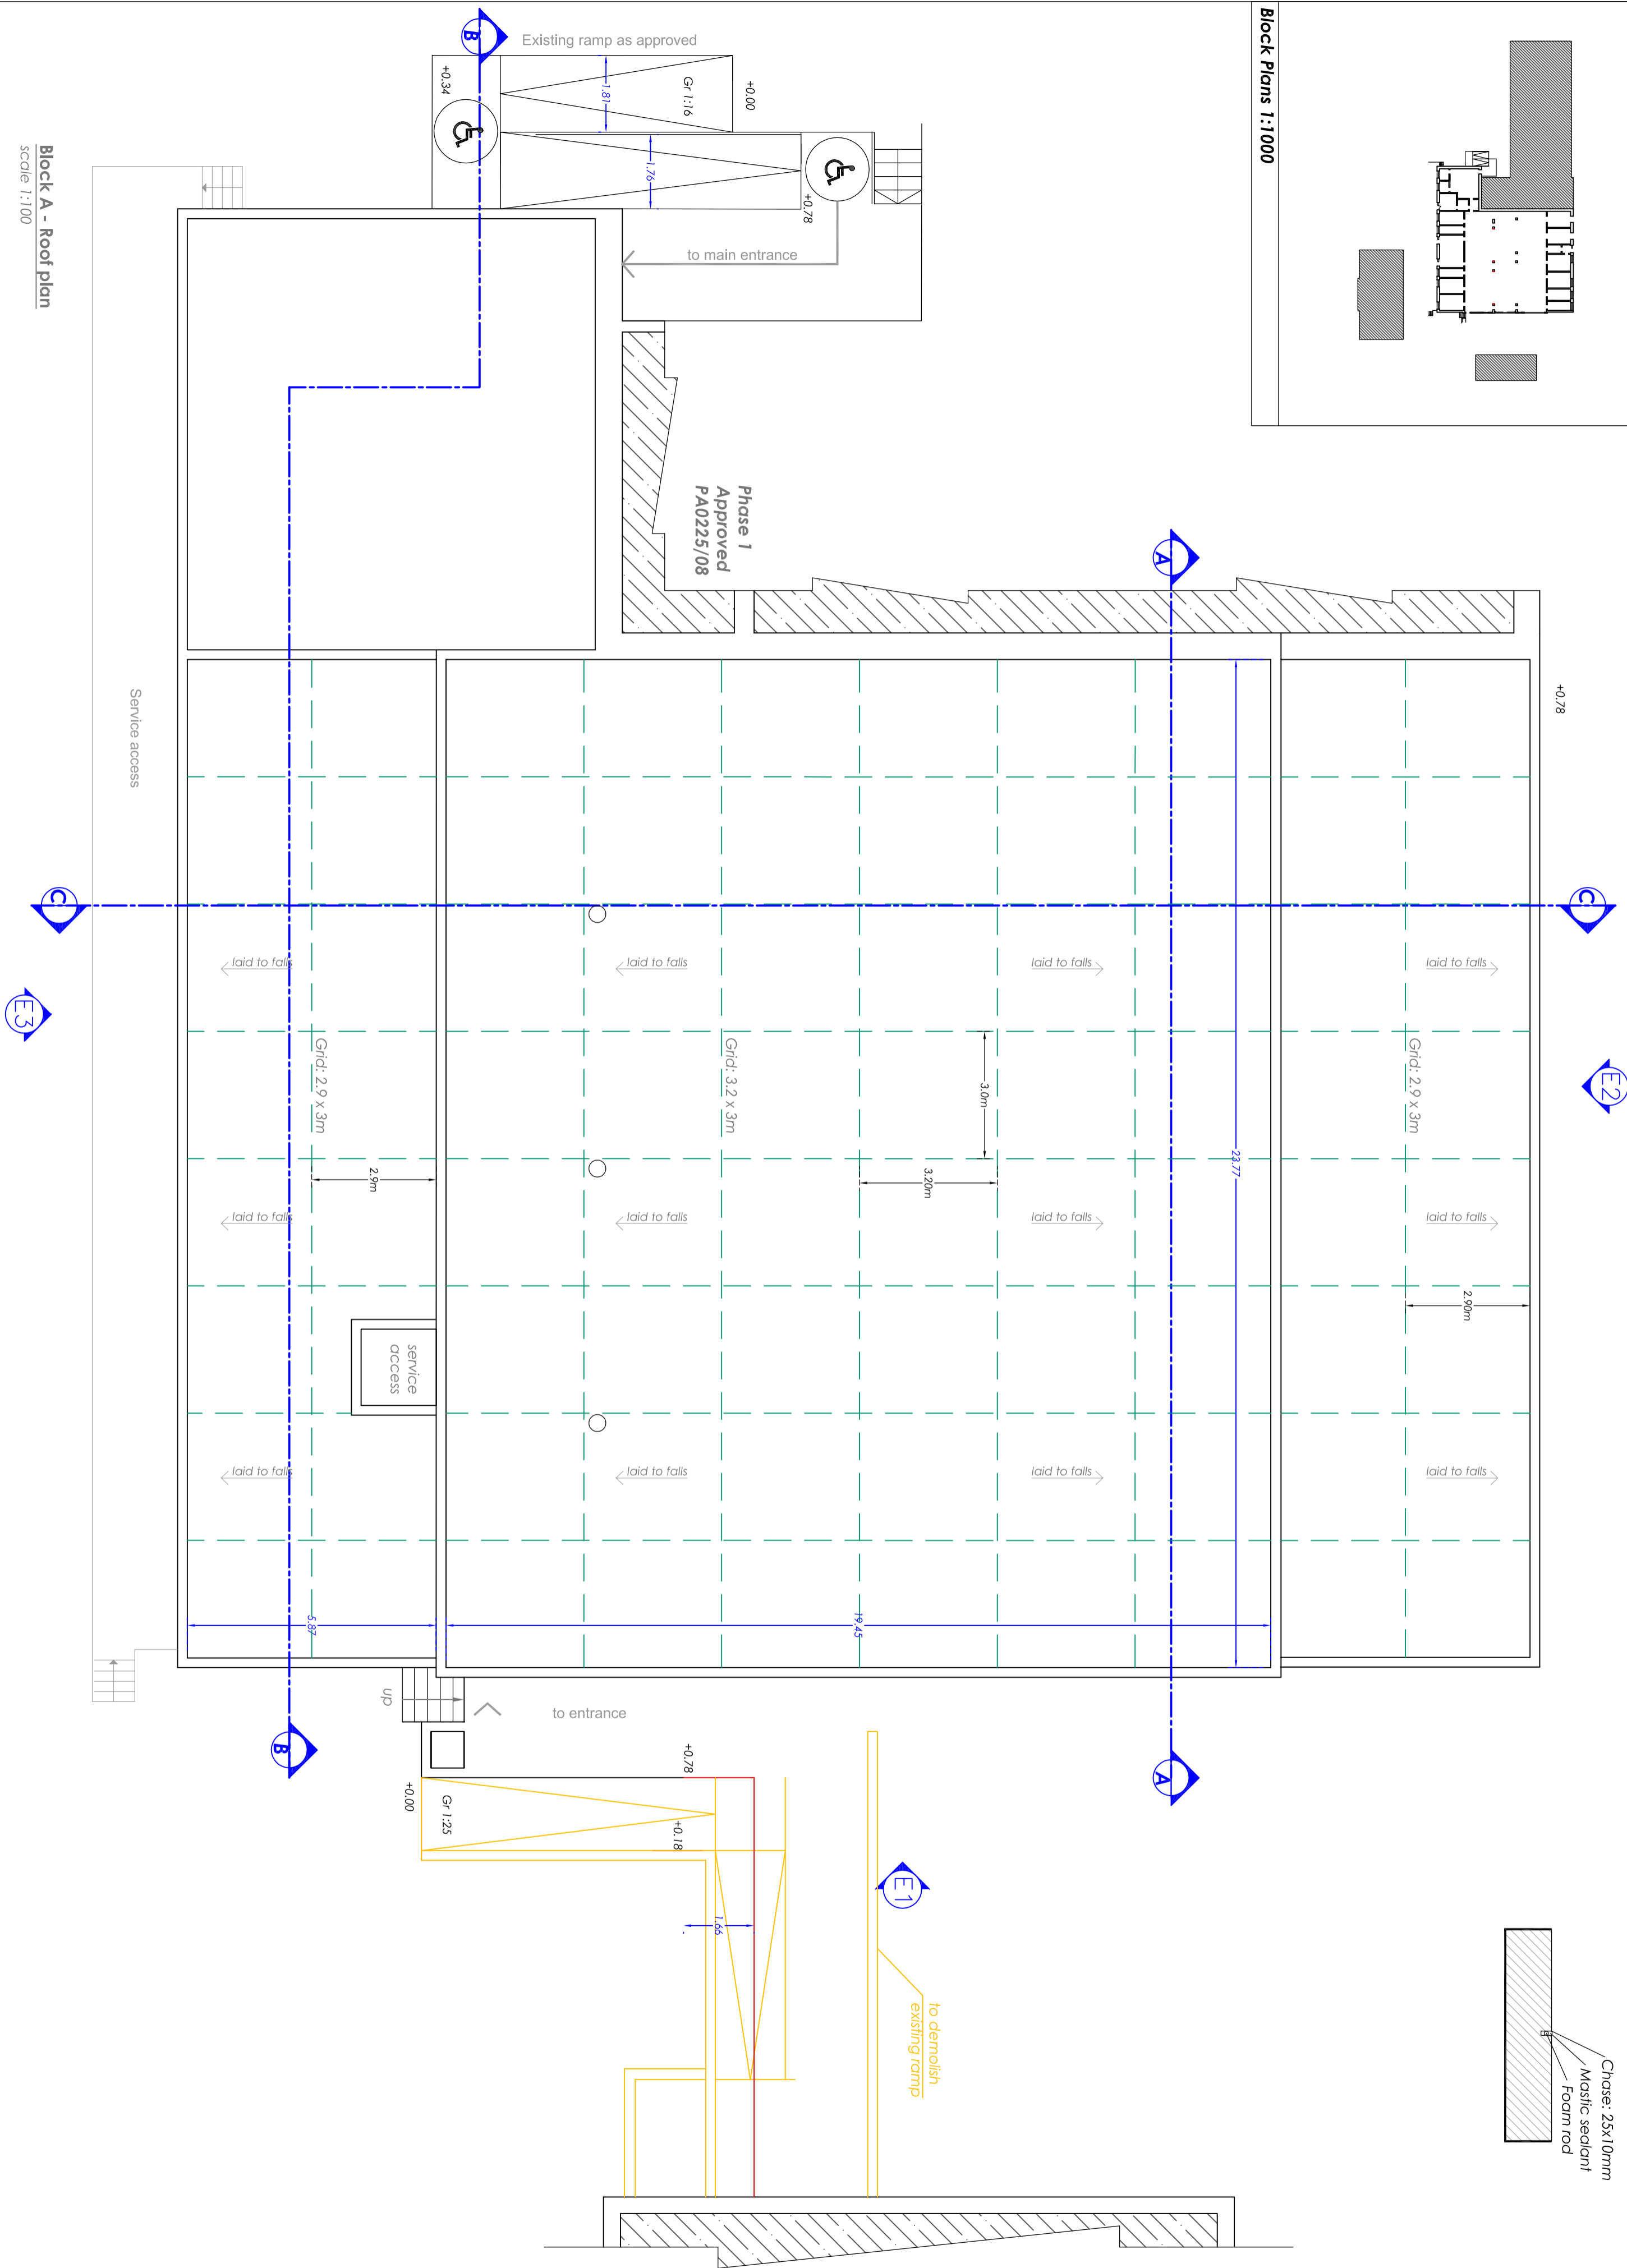 Block Plans 1:1000
Existing ramp as approved
B
+0.34
1.81
Gr 1:16
+0.00
1.76
+0.78
to main entrance
Block A - Roof plan
scale 1:100
Phase 1
Approved
PA0225/08
A
+0.78
Service access
23.77
C
C
laid to falls
laid to falls
laid to falls
laid to falls
E3
E2
Grid: 2.9 x 3m
Grid: 3.2 x 3m
3.0m
Grid: 2.9 x 3m
2.9m
3.20m
laid to falls
laid to falls
laid to falls
laid to falls
2.90m
service
access
laid to falls
laid to falls
laid to falls
laid to falls
5.87
19.45
up
to entrance
B
A
+0.78
+0.00
Gr 1:25
+0.18
E1
1.66
to demolish
existing ramp
Chase: 25x10mm
Mastic sealant
Foam rod